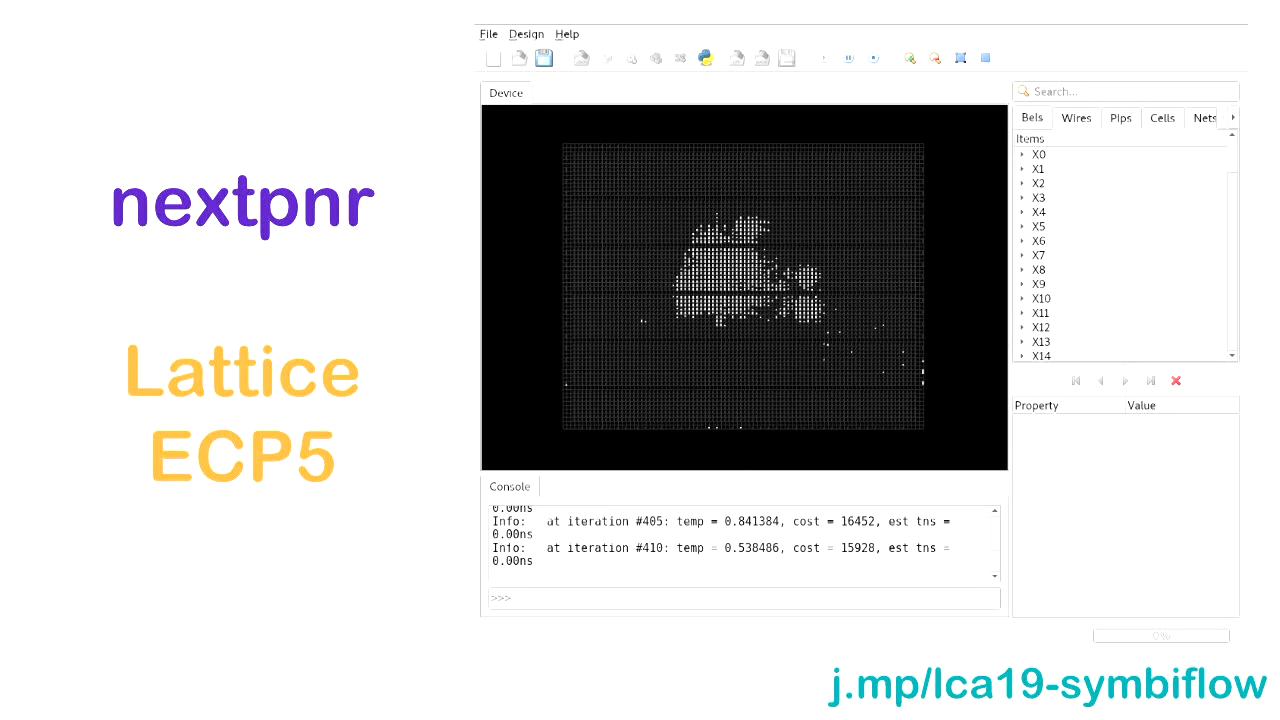 nextpnr
Lattice
ECP5
File Design Help
Device
Search...
Bels Wires Pips Cells Nets
Items
X0
X1
X2
X3
X4
X5
X6
X7
X8
X9
X10
X11
X12
X13
X14
Property Value
Console
0.00ns
Info: at iteration #405: temp = 0.841384, cost = 16452, est tns =
0.00ns
Info: at iteration #410: temp = 0.538486, cost = 15928, est tns =
0.00ns
>>>
0%
j.mp/lca19-symbiflow